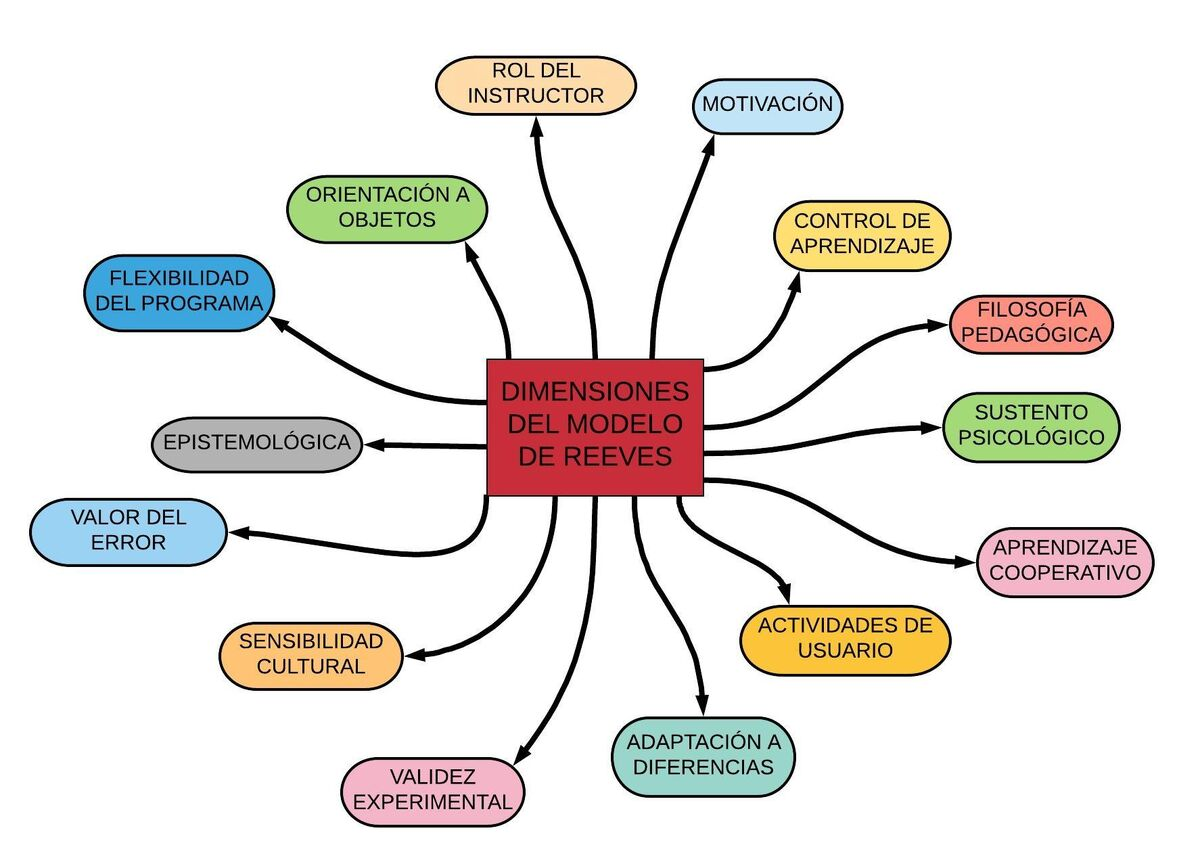 ROL DEL
INSTRUCTOR
MOTIVACIÓN
ORIENTACIÓN A
OBJETOS
CONTROL DE
APRENDIZAJE
FLEXIBILIDAD
DEL PROGRAMA
FILOSOFÍA
PEDAGÓGICA
DIMENSIONES
DEL MODELO
DE REEVES
SUSTENTO
PSICOLÓGICO
EPISTEMOLÓGICA
VALOR DEL
ERROR
APRENDIZAJE
COOPERATIVO
SENSIBILIDAD
CULTURAL
ACTIVIDADES DE
USUARIO
ADAPTACIÓN A
DIFERENCIAS
VALIDEZ
EXPERIMENTAL